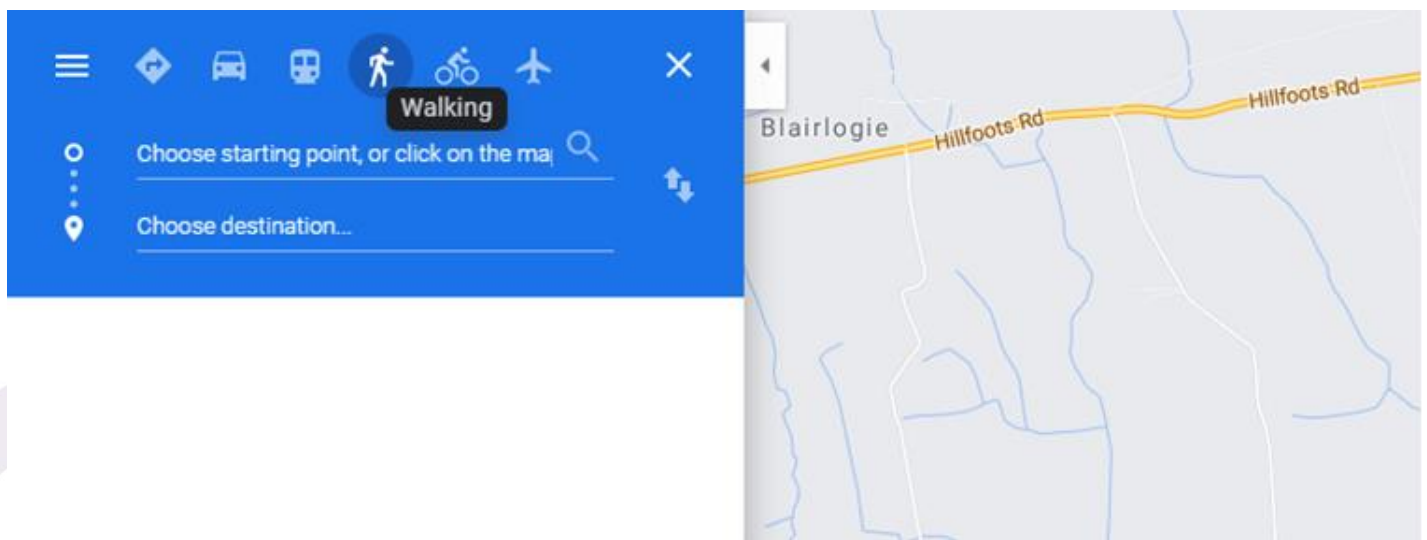 Walking
Choose starting point, or click on the ma
Choose destination...
Blairlogie
Hillfoots Rd
Hillfoots Rd